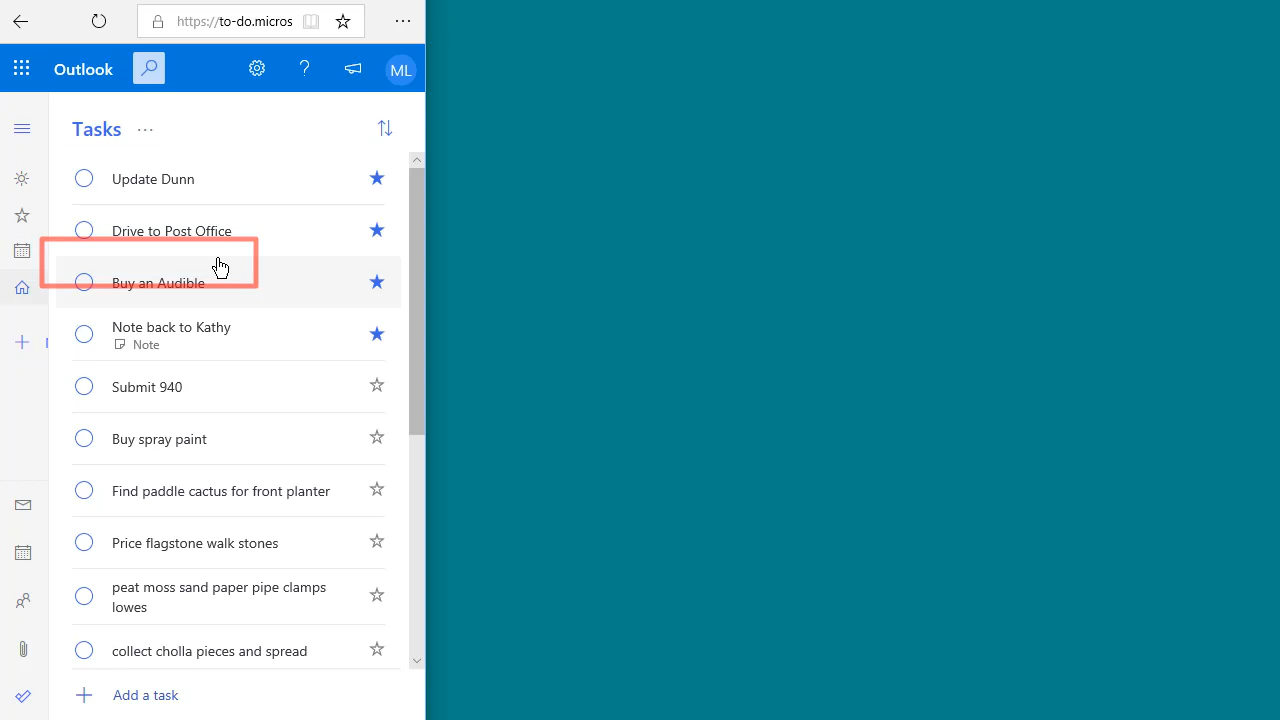 https://to-do.micros
Outlook
ML
Tasks
Update Dunn
Drive to Post Office
Buy an Audible
Note back to Kathy
Note
Submit 940
Buy spray paint
Find paddle cactus for front planter
Price flagstone walk stones
peat moss sand paper pipe clamps
lowes
collect cholla pieces and spread
Add a task